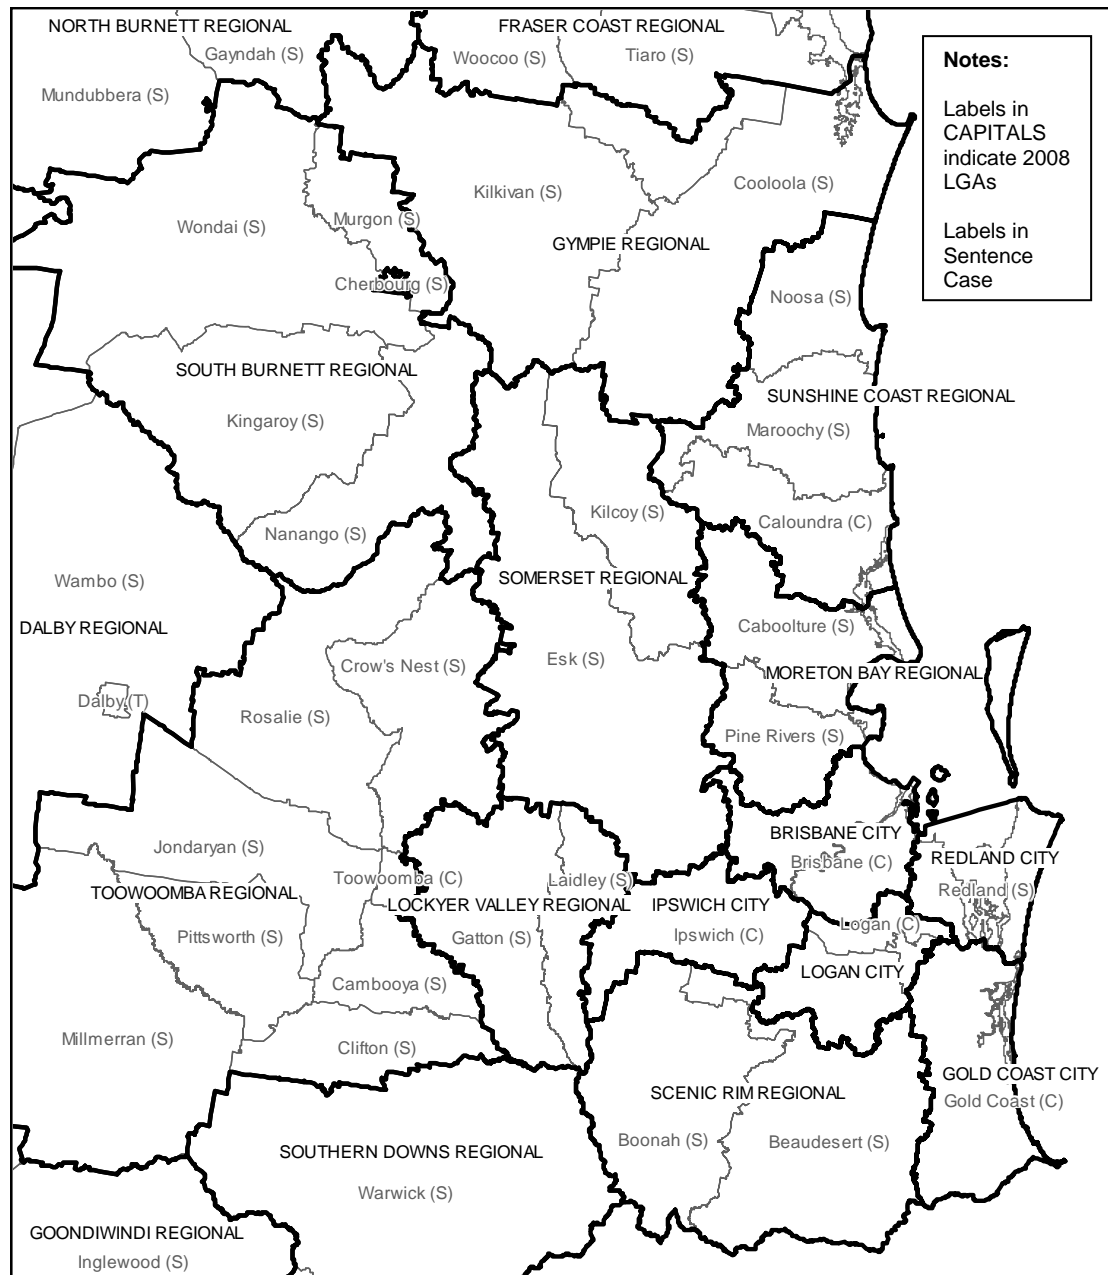 NORTH BURNETT REGIONAL
FRASER COAST REGIONAL
Gayndah (S)
Woocoo (S)
Tiaro (S)
Mundubbera (S)
Notes:
Labels in
CAPITALS
indicate 2008
LGAs
Labels in
Sentence
Case
Kilkivan (S)
Cooloola (S)
Wondai (S)
Murgon (S)
GYMPIE REGIONAL
Cherbourg (S)
Noosa (S)
SOUTH BURNETT REGIONAL
SUNSHINE COAST REGIONAL
Kingaroy (S)
Maroochy (S)
Kilcoy (S)
Caloundra (C)
Nanango (S)
Wambo (S)
SOMERSET REGIONAL
DALBY REGIONAL
Caboolture (S)
Crow's Nest (S)
Esk (S)
MORETON BAY REGIONAL
Dalby (T)
Rosalie (S)
Pine Rivers (S)
BRISBANE CITY
Jondaryan (S)
Brisbane (C)
REDLAND CITY
Toowoomba (C)
Laidley (S)
Redland (S)
TOOWOOMBA REGIONAL
LOCKYER VALLEY REGIONAL
IPSWICH CITY
Logan (C)
Pittsworth (S)
Gatton (S)
Ipswich (C)
LOGAN CITY
Cambooya (S)
Millmerran (S)
Clifton (S)
GOLD COAST CITY
SCENIC RIM REGIONAL
Gold Coast (C)
Boonah (S)
Beaudesert (S)
SOUTHERN DOWNS REGIONAL
Warwick (S)
GOONDIWINDI REGIONAL
Inglewood (S)